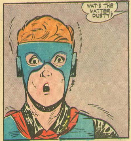 WHAT'S THE
MATTER,
DUSTY?